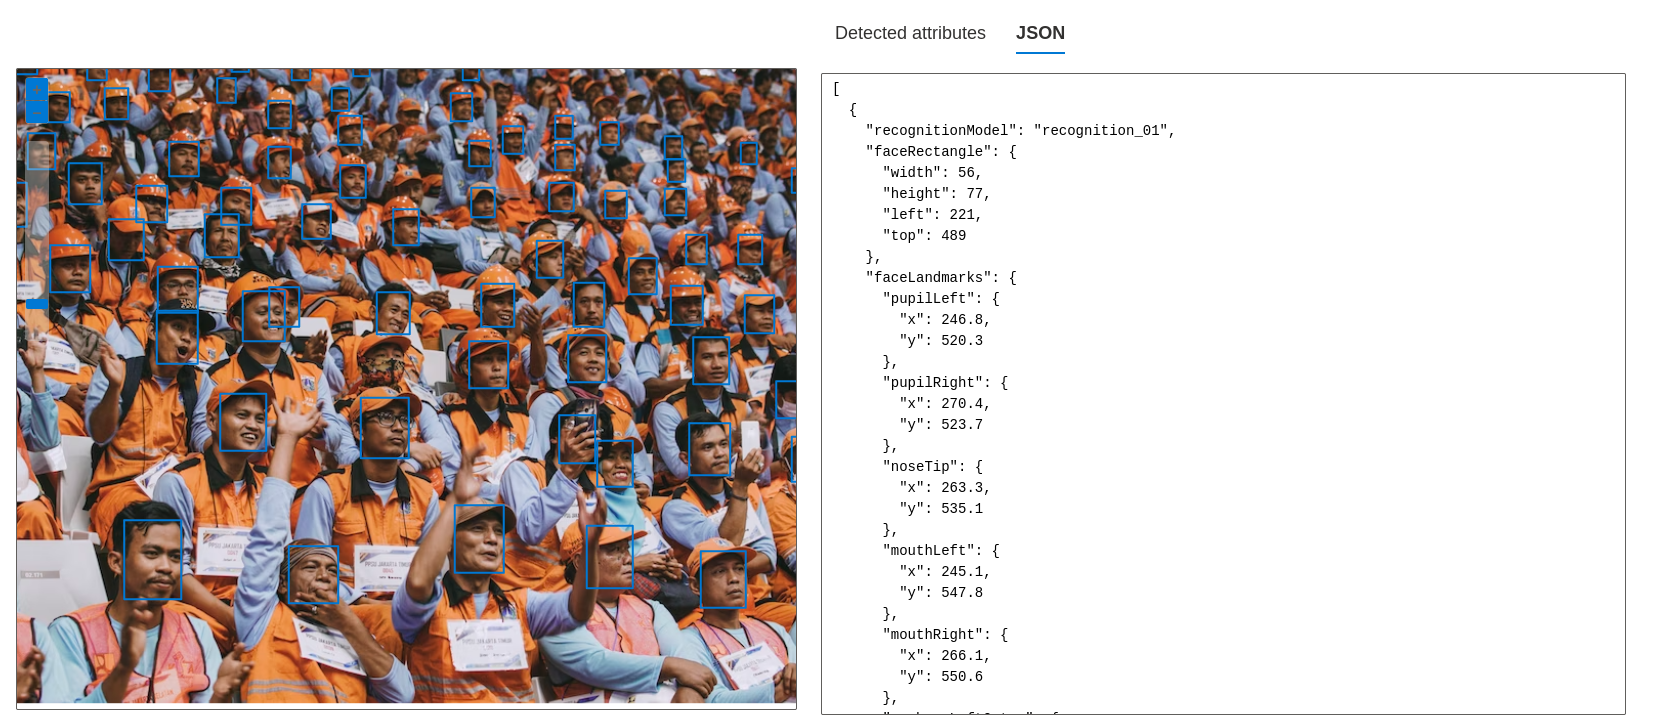 Detected attributes JSON
[
{
"recognitionModel": "recognition_01",
"faceRectangle": {
"width": 56,
"height": 77,
"left": 221,
"top": 489
},
"faceLandmarks": {
"pupilLeft": {
"x": 246.8,
"y": 520.3
},
"pupilRight": {
"x": 270.4,
"y": 523.7
},
"noseTip": {
"x": 263.3,
"y": 535.1
},
"mouthLeft": {
"x": 245.1,
"y": 547.8
},
"mouthRight": {
"x": 266.1,
"y": 550.6
},